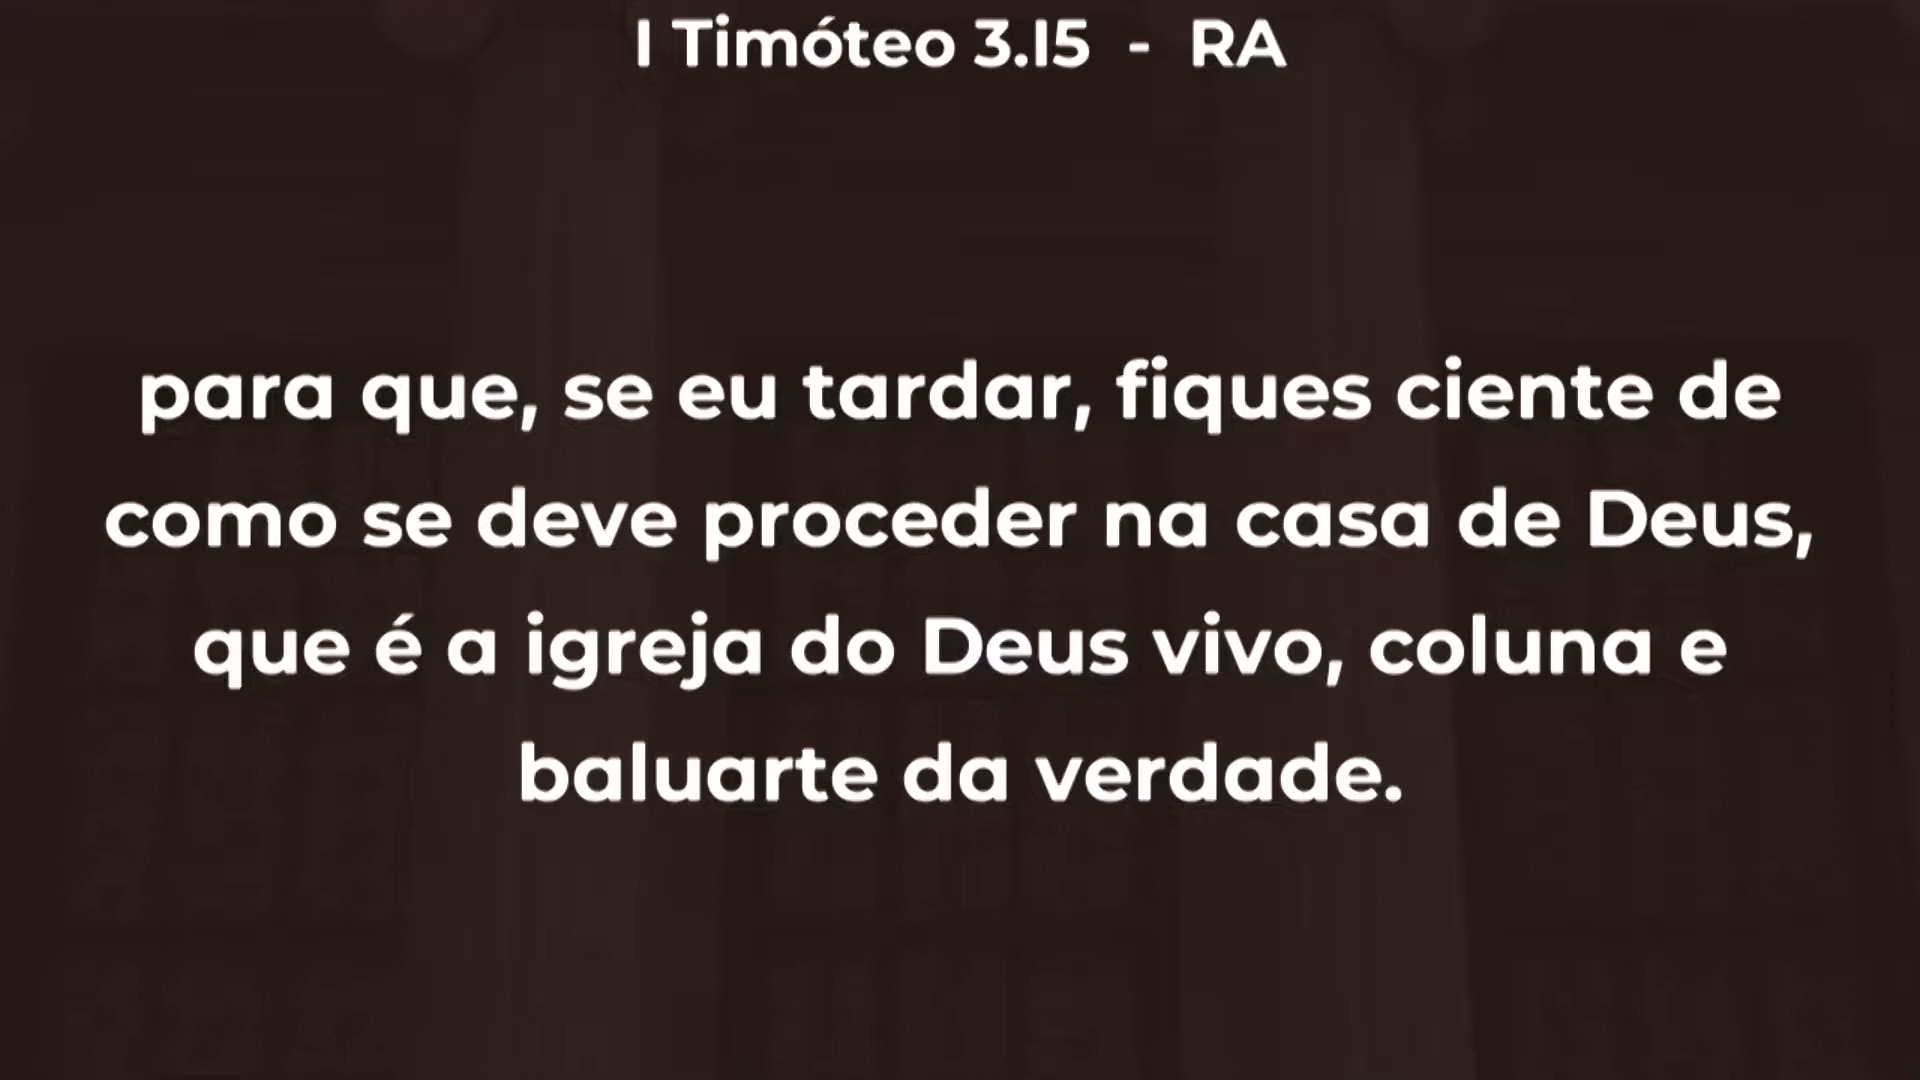 I Timóteo 3.I5 - RA
para que, se eu tardar, fiques ciente de
como se deve proceder na casa de Deus,
que é a igreja do Deus vivo, coluna e
baluarte da verdade.